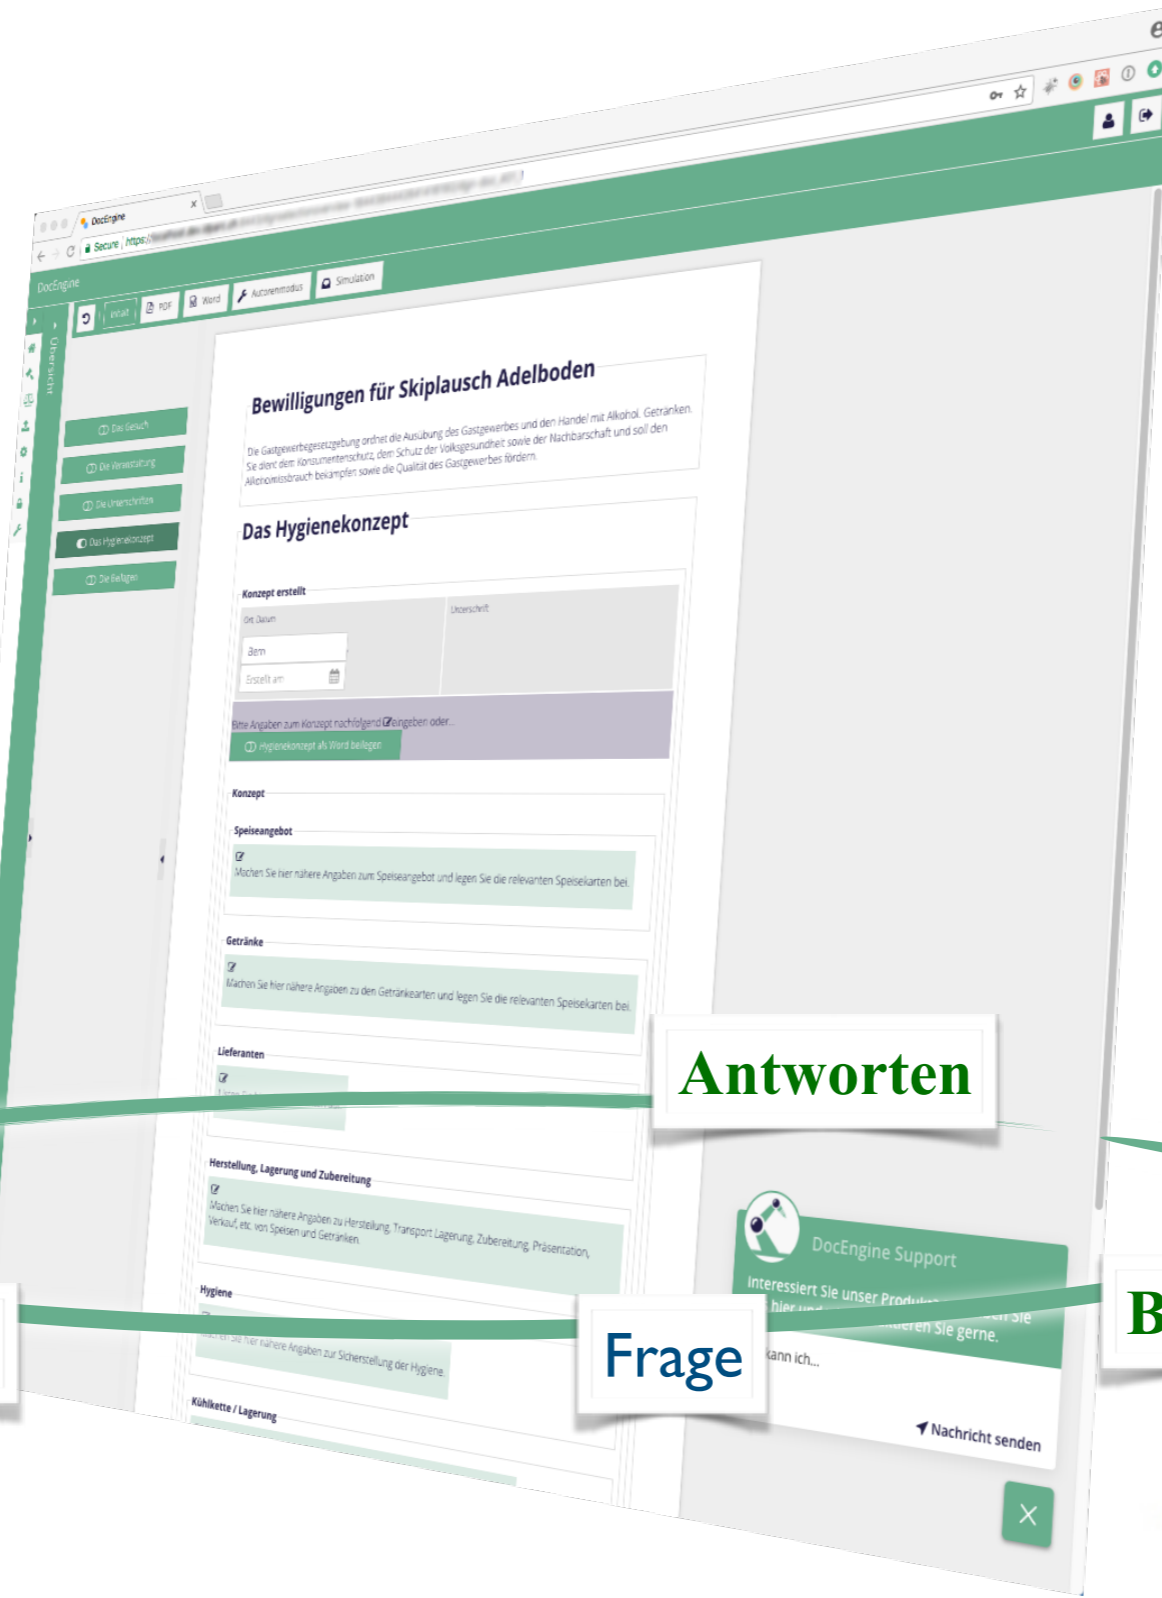 DocEngine
Secure
https://
DocEngine
Inhalt
PDF
Word
Autorenmodus
Simulation
Übersicht
Das Gesuch
Die Veranstaltung
Die Unterschriften
Das Hygienekonzept
Die Beilagen
Bewilligungen für Skiplausch Adelboden
Die Gastgewerbegesetzgebung ordnet die Ausübung des Gastgewerbes und den Handel mit Alkohol. Getränken.
Sie dient dem Konsumentenschutz, dem Schutz der Volksgesundheit sowie der Nachbarschaft und soll den
Alkoholmissbrauch bekämpfen sowie die Qualität des Gastgewerbes fördern.
Das Hygienekonzept
Konzept erstellt
Ort, Datum
Unterschrift
Bern
Erstellt am
Bitte Angaben zum Konzept nachfolgend eingeben oder...
Hygienekonzept als Word beilegen
Konzept
Speiseangebot
Machen Sie hier nähere Angaben zum Speiseangebot und legen Sie die relevanten Speisekarten bei.
Getränke
Machen Sie hier nähere Angaben zu den Getränkearten und legen Sie die relevanten Speisekarten bei.
Lieferanten
Antworten
Herstellung, Lagerung und Zubereitung
Machen Sie hier nähere Angaben zu Herstellung, Transport Lagerung, Zubereitung, Präsentation,
Verkauf, etc. von Speisen und Getränken.
Hygiene
Machen Sie hier nähere Angaben zur Sicherstellung der Hygiene.
Kühlkette / Lagerung
DocEngine Support
Interessiert Sie unser Produkt
hier und
tieren Sie gerne.
kann ich...
Nachricht senden
X
Frage
B